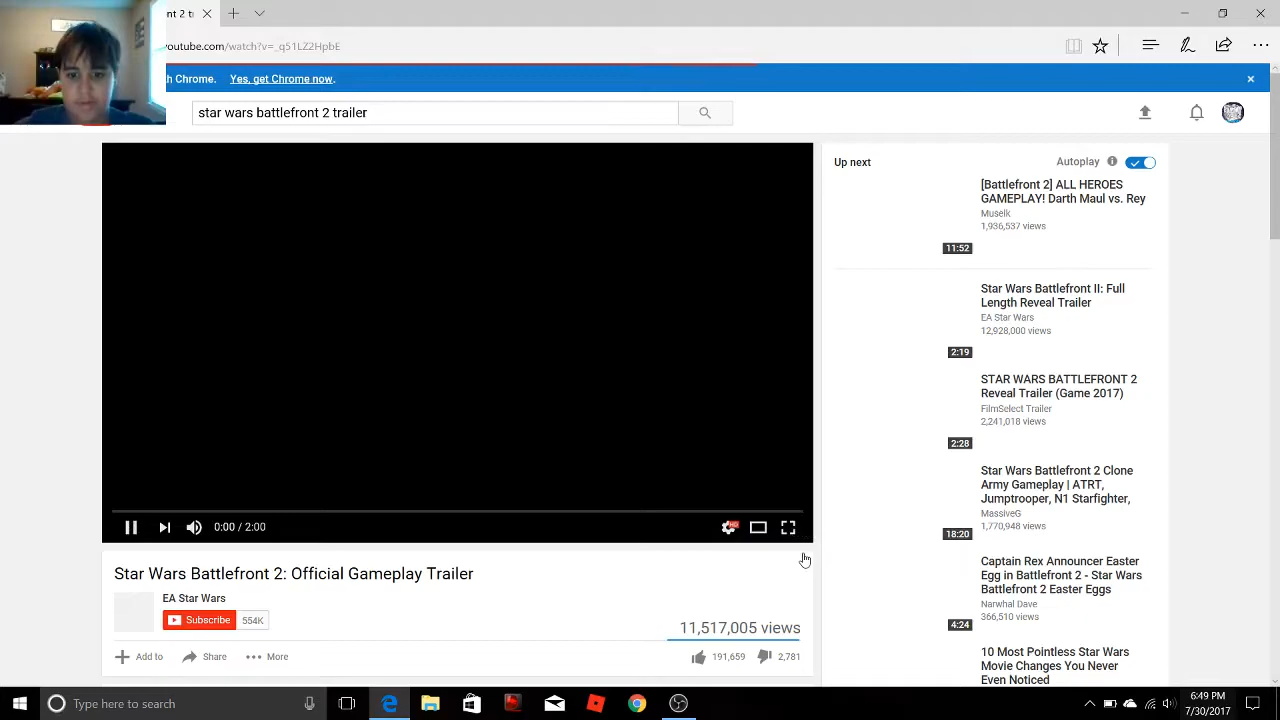 nt 2 t
youtube.com/watch?v=_q51LZ2HpbE
h Chrome. Yes, get Chrome now.
star wars battlefront 2 trailer
Up next
Autoplay
[Battlefront 2] ALL HEROES
GAMEPLAY! Darth Maul vs. Rey
Muselk
1,936,537 views
11:52
Star Wars Battlefront II: Full
Length Reveal Trailer
EA Star Wars
12,928,000 views
2:19
STAR WARS BATTLEFRONT 2
Reveal Trailer (Game 2017)
FilmSelect Trailer
2,241,018 views
2:28
Star Wars Battlefront 2 Clone
Army Gameplay | ATRT,
Jumptrooper, N1 Starfighter,
MassiveG
1,770,948 views
18:20
Captain Rex Announcer Easter
Egg in Battlefront 2 - Star Wars
Battlefront 2 Easter Eggs
Narwhal Dave
366,510 views
4:24
10 Most Pointless Star Wars
Movie Changes You Never
Even Noticed
0:00 / 2:00
HD
Star Wars Battlefront 2: Official Gameplay Trailer
EA Star Wars
Subscribe 554K
11,517,005 views
Add to Share More
191,659 2,781
Type here to search
6:49 PM
7/30/2017